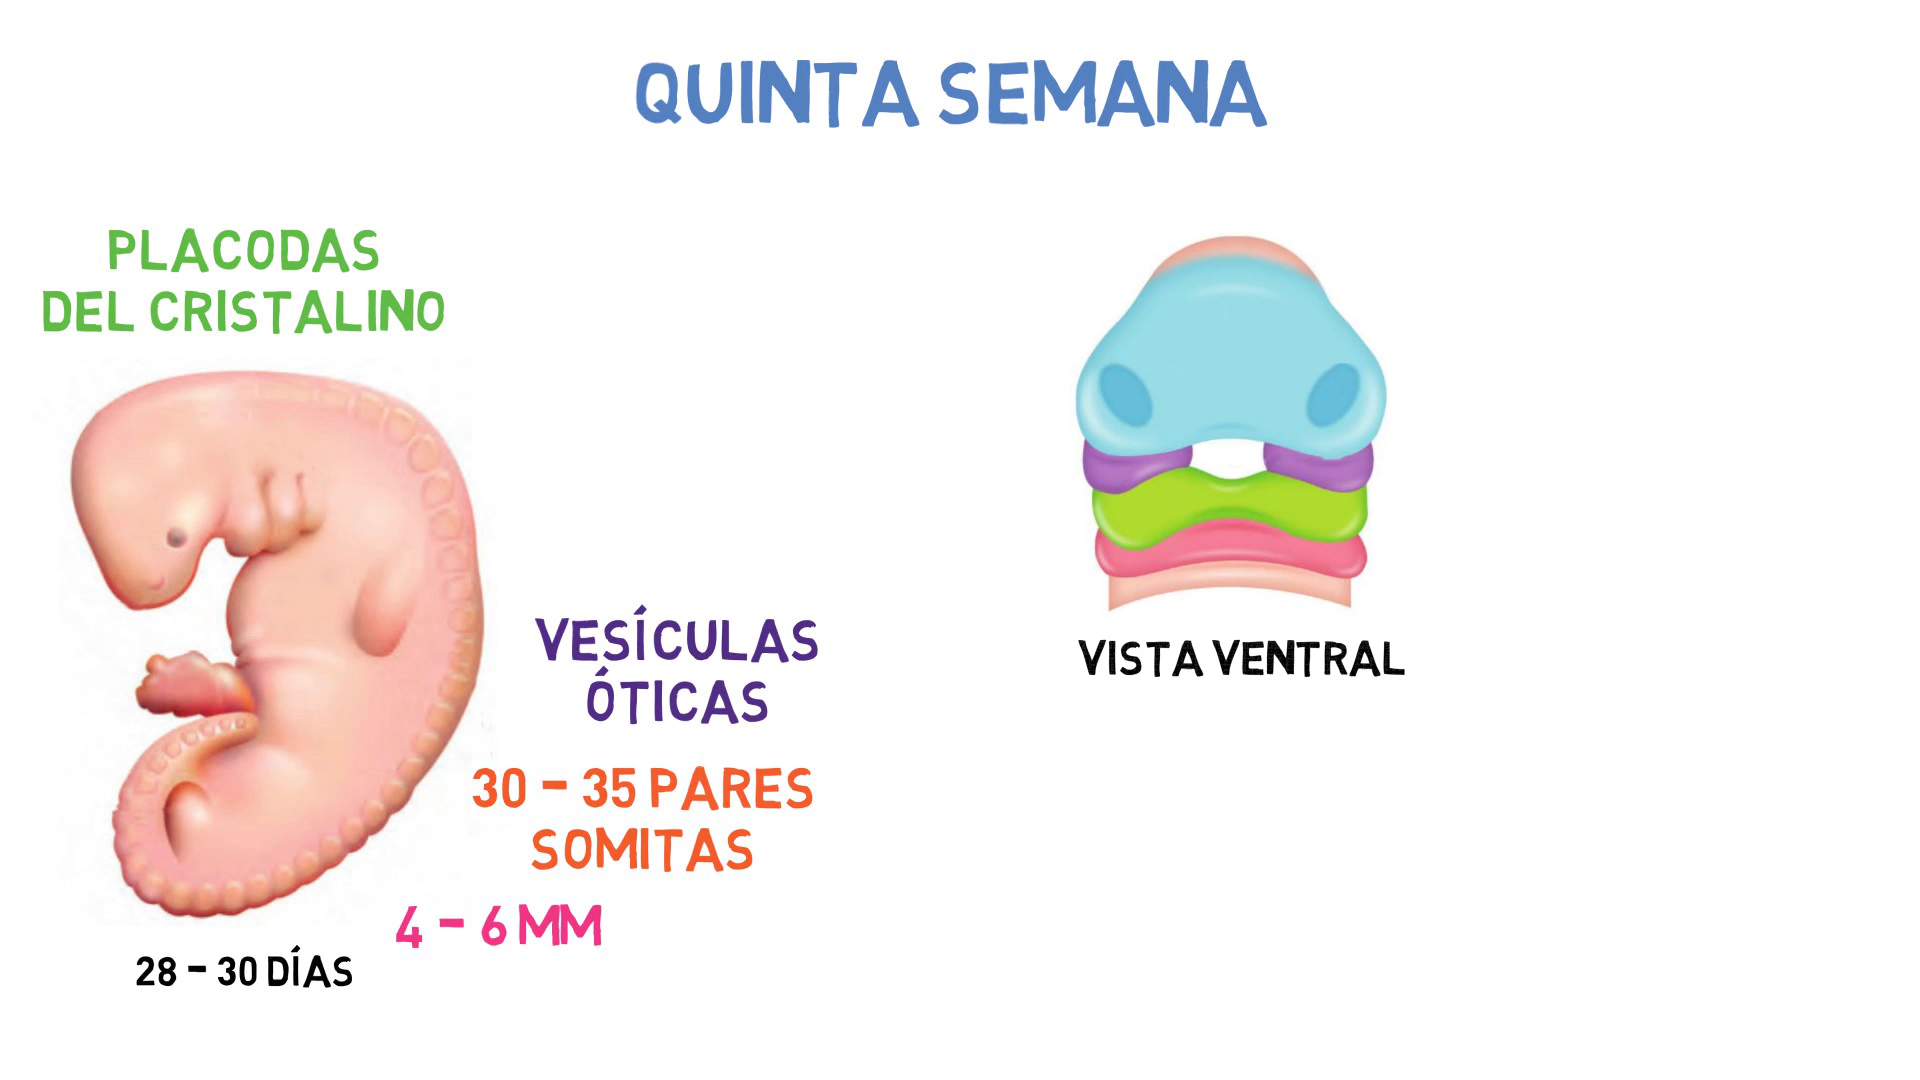 QUINTA SEMANA
PLACODAS
DEL CRISTALINO
VESÍCULAS
ÓTICAS
30 - 35 PARES
SOMITAS
4 - 6 MM
28 - 30 DÍAS
VISTA VENTRAL